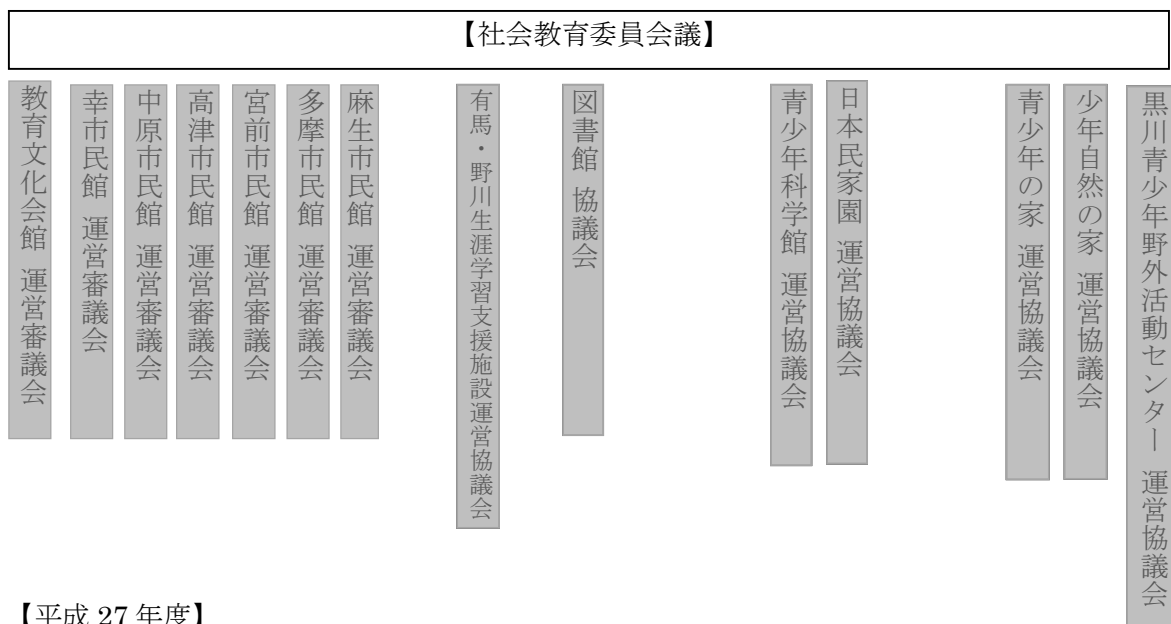 【社会教育委員会議】
教育文化会館 運営審議会
幸市民館 運営審議会
中原市民館 運営審議会
高津市民館 運営審議会
宮前市民館 運営審議会
多摩市民館 運営審議会
麻生市民館 運営審議会
有馬・野川生涯学習支援施設運営協議会
図書館 協議会
青少年科学館 運営協議会
日本民家園 運営協議会
青少年の家 運営協議会
少年自然の家 運営協議会
黒川青少年野外活動センター 運営協議会
【平成 27 年度】